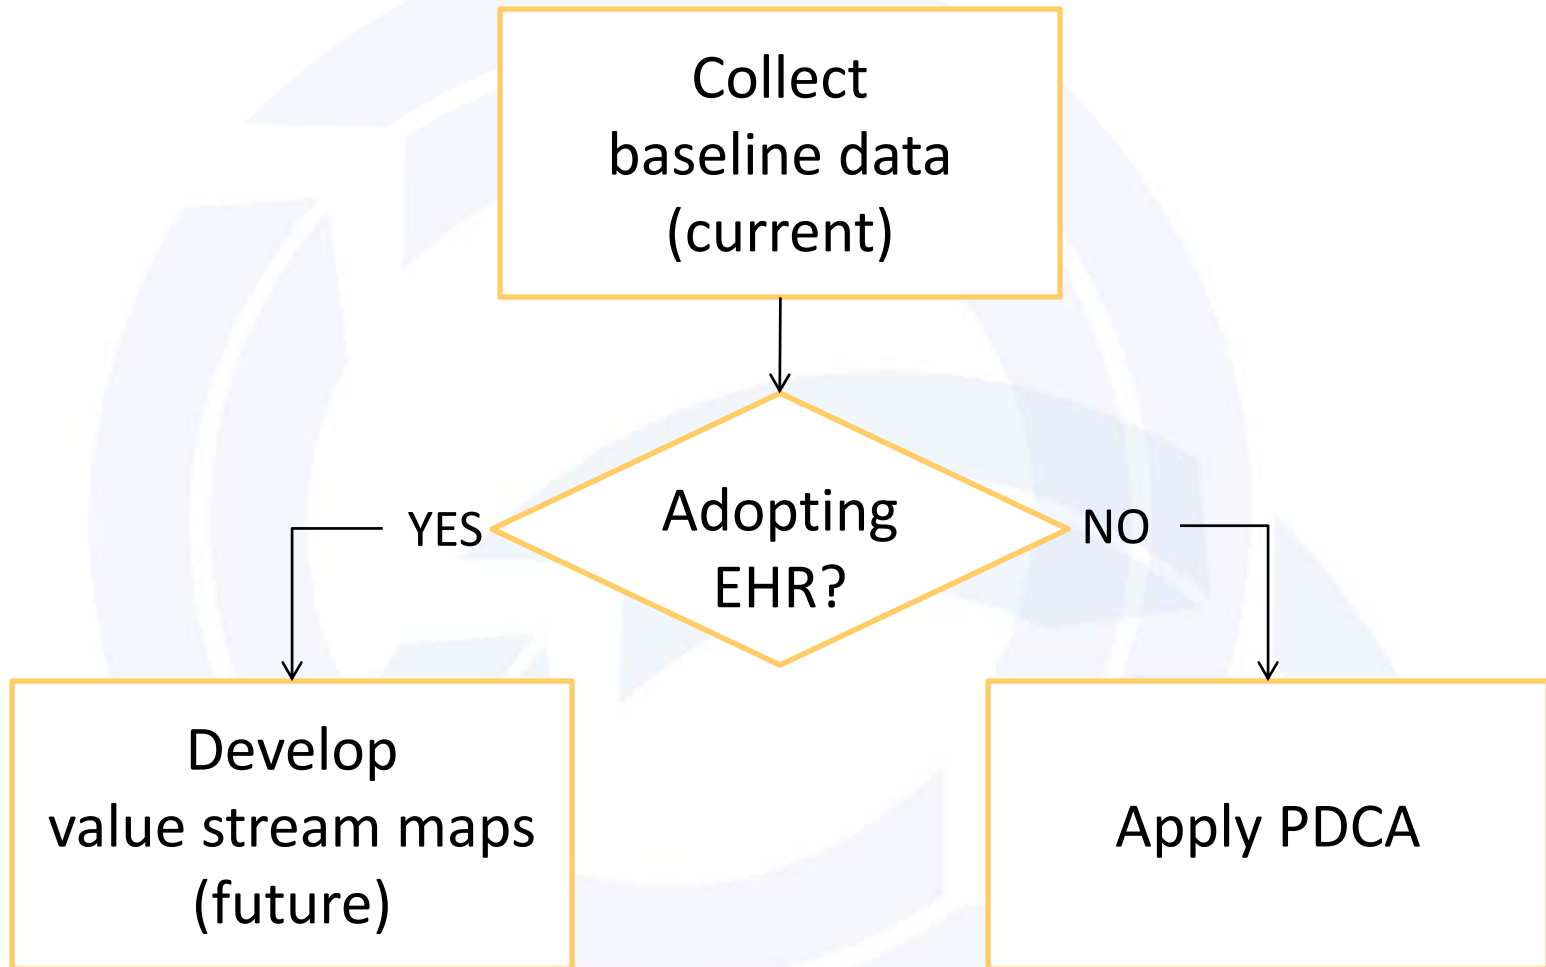 Collect
baseline data
(current)
YES
Adopting
EHR?
NO
Develop
value stream maps
(future)
Apply PDCA